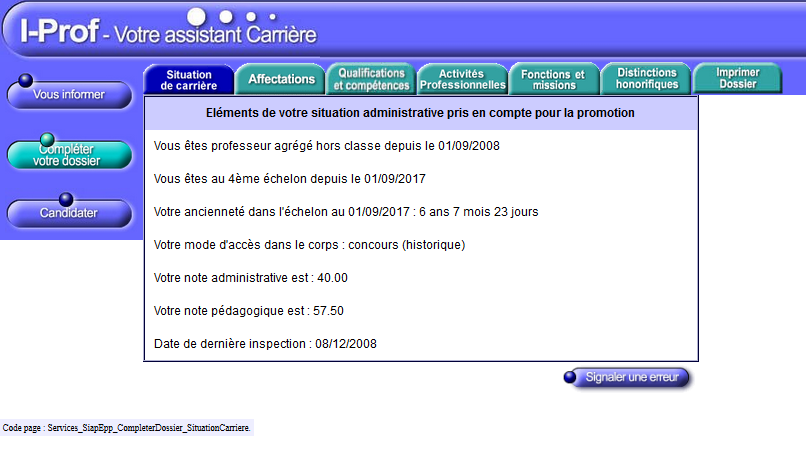 I-Prof - Votre assistant Carrière
Vous informer
Compléter
votre dossier
Candidater
Situation
de carrière
Affectations
Qualifications
et compétences
Activités
Professionnelles
Fonctions et
missions
Distinctions
honorifiques
Imprimer
Dossier
Eléments de votre situation administrative pris en compte pour la promotion
Vous êtes professeur agrégé hors classe depuis le 01/09/2008
Vous êtes au 4ème échelon depuis le 01/09/2017
Votre ancienneté dans l'échelon au 01/09/2017 : 6 ans 7 mois 23 jours
Votre mode d'accès dans le corps : concours (historique)
Votre note administrative est : 40.00
Votre note pédagogique est : 57.50
Date de dernière inspection : 08/12/2008
Signaler une erreur
Code page : Services_SiapEpp_CompleterDossier_SituationCarriere.